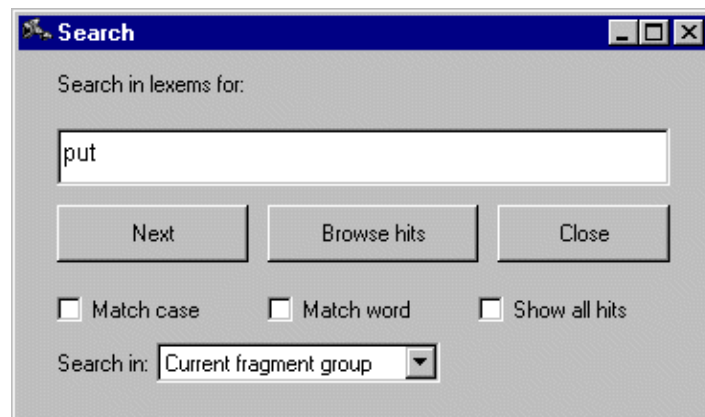 Search
Search in lexems for:
put
Next Browse hits Close
Match case Match word Show all hits
Search in: Current fragment group